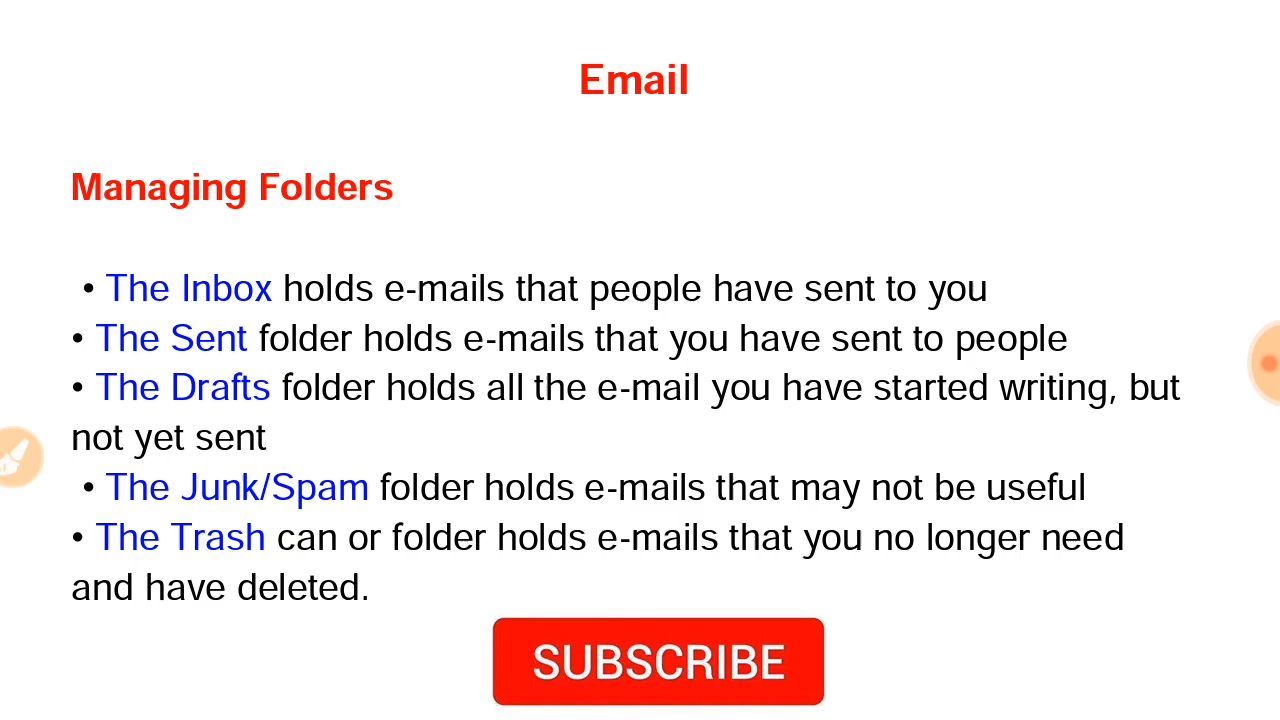 Email
Managing Folders
• The Inbox holds e-mails that people have sent to you
• The Sent folder holds e-mails that you have sent to people
• The Drafts folder holds all the e-mail you have started writing, but
not yet sent
• The Junk/Spam folder holds e-mails that may not be useful
• The Trash can or folder holds e-mails that you no longer need
and have deleted.
SUBSCRIBE